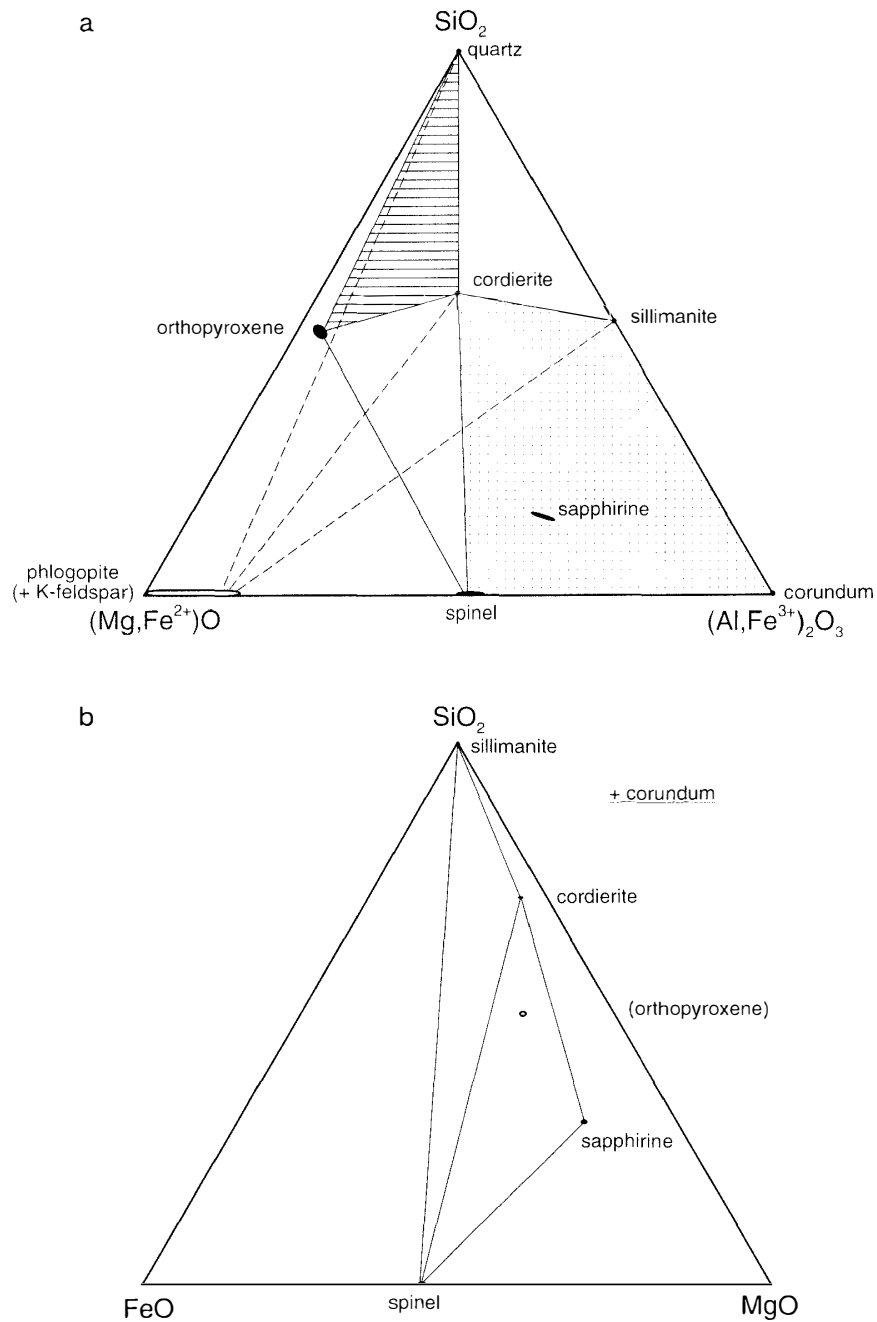 a
SiO₂
quartz
cordierite
orthopyroxene
sillimanite
sapphirine
phlogopite
(+ K-feldspar)
corundum
spinel
(Mg,Fe²⁺)O
(Al,Fe³⁺)₂O₃
b
SiO₂
sillimanite
+ corundum
cordierite
(orthopyroxene)
sapphirine
spinel
FeO
MgO